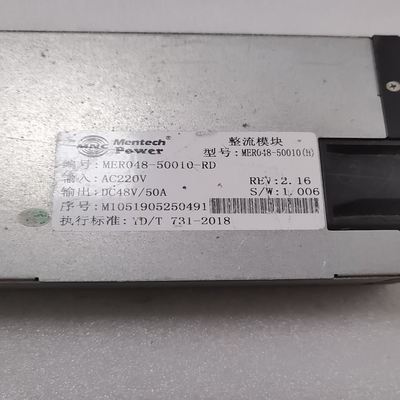 MNC
Mentech
Power
整流模块
型号: MER048-50010(H)
编号: MER048-50010-RD
输入: AC220V
REV: 2.16
输出: DC48V/50A
S/W: 1.006
序号: M1051905250491
执行标准: YD/T 731-2018